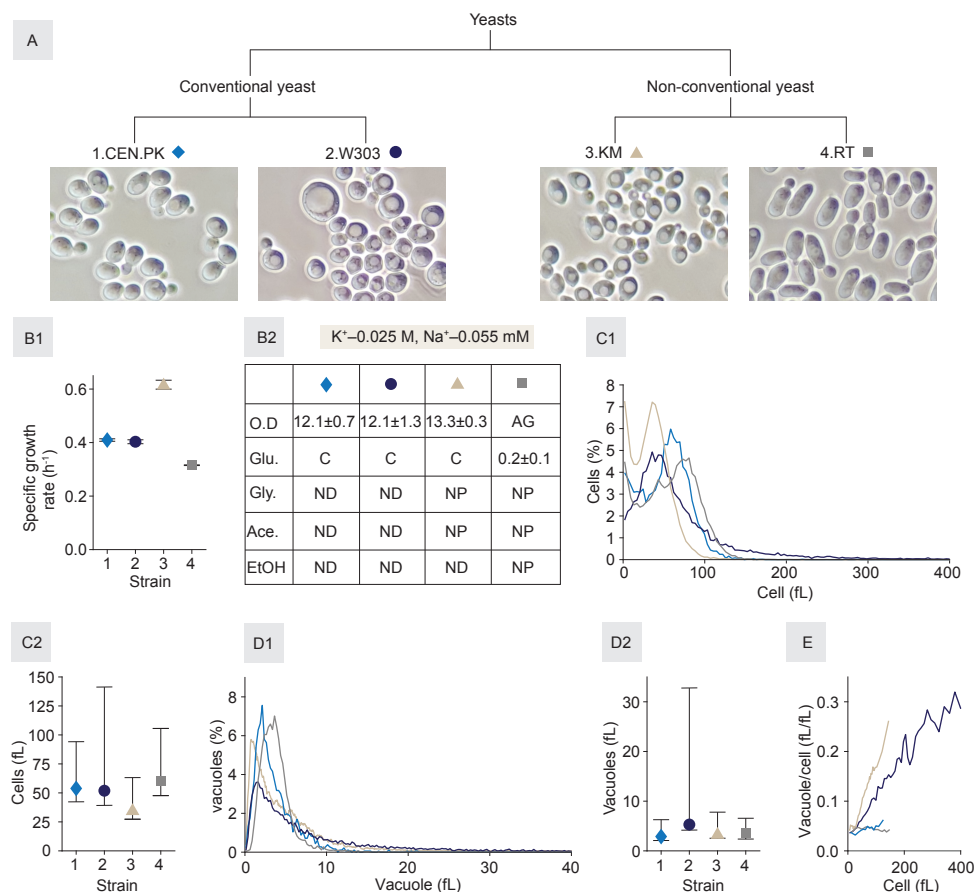 A
Yeasts
Conventional yeast
Non-conventional yeast
1.CEN.PK
2.W303
3.KM
4.RT
B1
Specific growth
rate (h⁻¹)
0.6
0.4
0.2
0.0
1 2 3 4
Strain
B2
K⁺–0.025 M, Na⁺–0.055 mM
O.D 12.1±0.7 12.1±1.3 13.3±0.3 AG
Glu. C C C 0.2±0.1
Gly. ND ND NP NP
Ace. ND ND NP NP
EtOH ND ND ND NP
C1
Cells (%)
8
7
6
5
4
3
2
1
0
0 100 200 300 400
Cell (fL)
C2
Cells (fL)
150
125
100
75
50
25
0
1 2 3 4
Strain
D1
vacuoles (%)
8
6
4
2
0
0 10 20 30 40
Vacuole (fL)
D2
Vacuoles (fL)
30
20
10
0
1 2 3 4
Strain
E
Vacuole/cell (fL/fL)
0.3
0.2
0.1
0.0
0 200 400
Cell (fL)